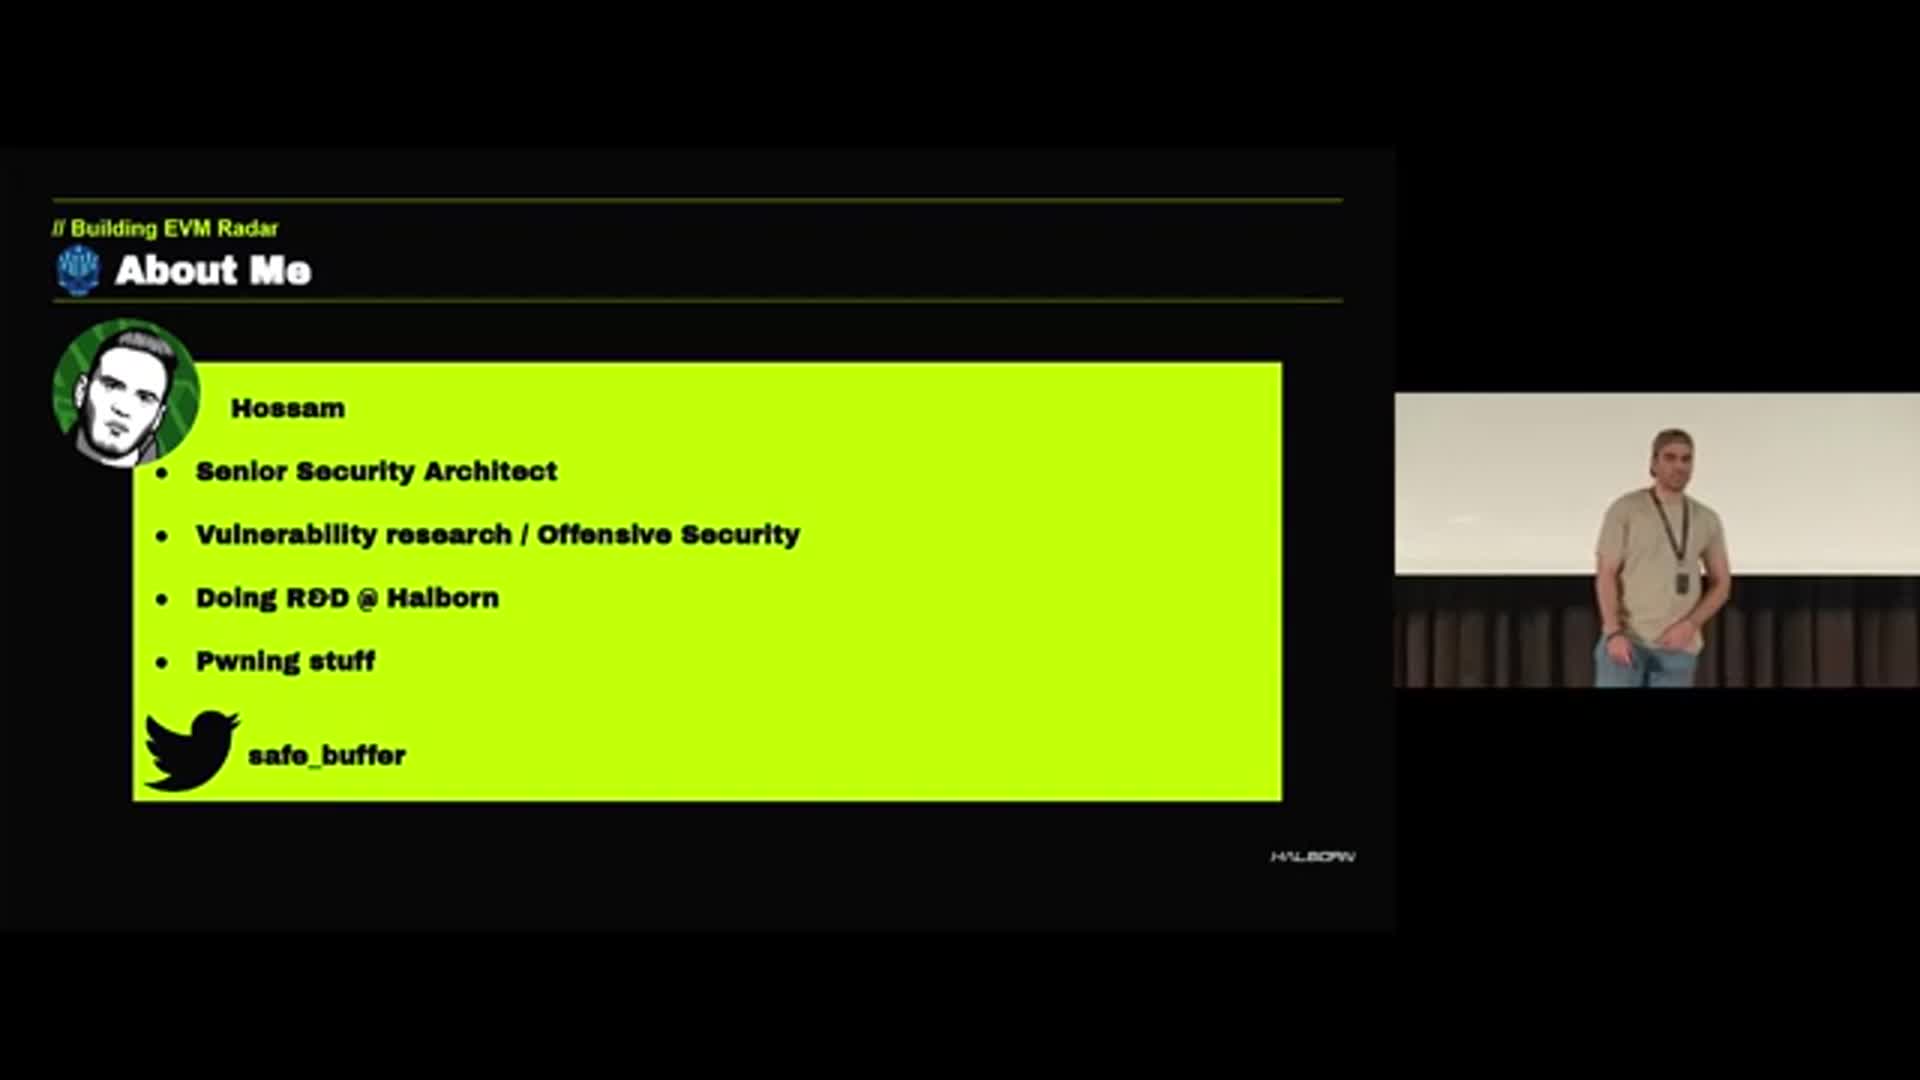 // Building EVM Radar
About Me
Hossam
• Senior Security Architect
• Vulnerability research / Offensive Security
• Doing R&D @ Halborn
• Pwning stuff
safe_buffer
HALBORN